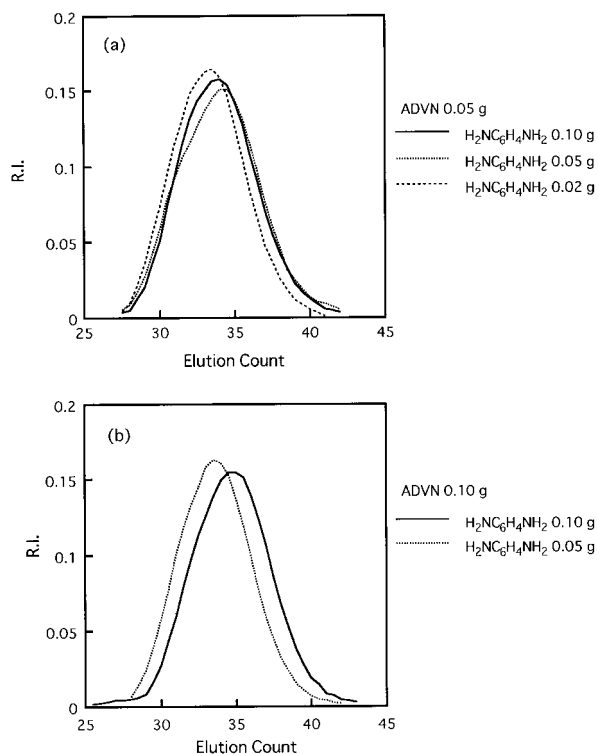 0.2
(a)
0.15
0.1
0.05
0
R.I.
25
30
35
40
45
Elution Count
ADVN 0.05 g
H₂NC₆H₄NH₂ 0.10 g
H₂NC₆H₄NH₂ 0.05 g
H₂NC₆H₄NH₂ 0.02 g
0.2
(b)
0.15
0.1
0.05
0
R.I.
25
30
35
40
45
Elution Count
ADVN 0.10 g
H₂NC₆H₄NH₂ 0.10 g
H₂NC₆H₄NH₂ 0.05 g